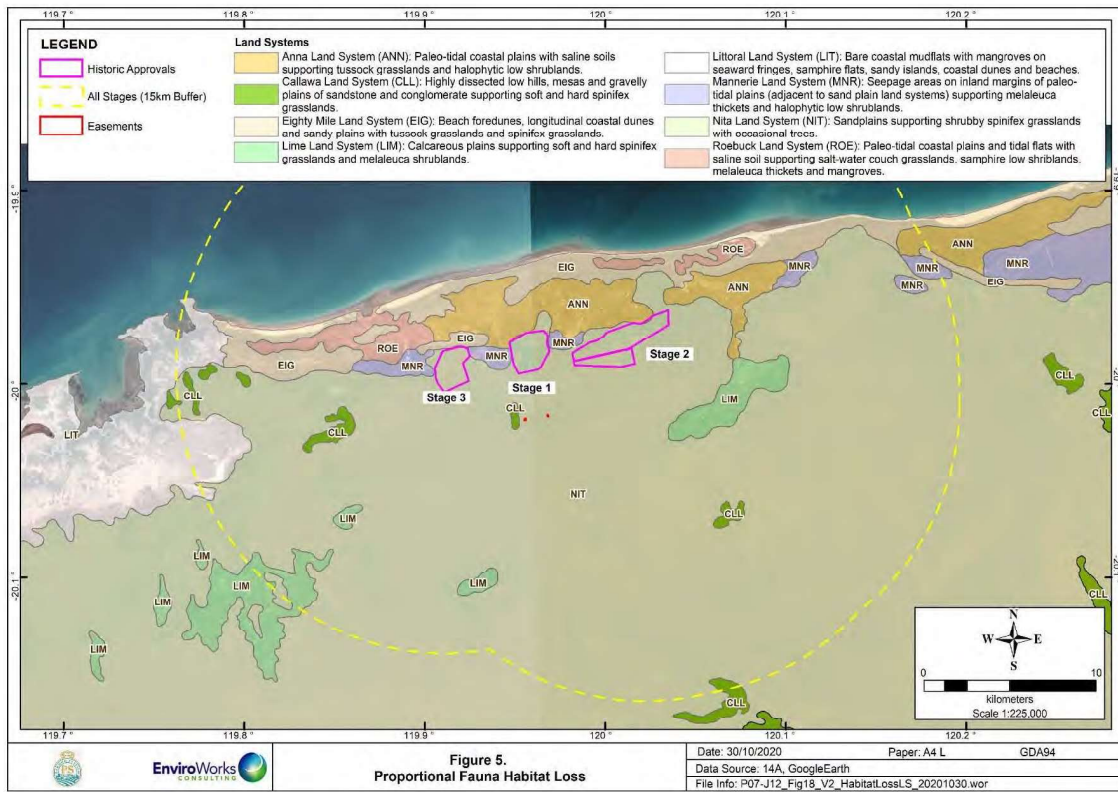 119.7 °
119.8 °
119.9 °
120 °
120.1 °
120.2 °
LEGEND
Historic Approvals
All Stages (15km Buffer)
Easements
Land Systems
Anna Land System (ANN): Paleo-tidal coastal plains with saline soils
supporting tussock grasslands and halophytic low shrublands.
Callawa Land System (CLL): Highly dissected low hills, mesas and gravelly
plains of sandstone and conglomerate supporting soft and hard spinifex
grasslands.
Eighty Mile Land System (EIG): Beach foredunes, longitudinal coastal dunes
and sandy plains with tussock grasslands and spinifex grasslands.
Lime Land System (LIM): Calcareous plains supporting soft and hard spinifex
grasslands and melaleuca shrublands.
Littoral Land System (LIT): Bare coastal mudflats with mangroves on
seaward fringes, samphire flats, sandy islands, coastal dunes and beaches.
Mannerie Land System (MNR): Seepage areas on inland margins of paleo-
tidal plains (adjacent to sand plain land systems) supporting melaleuca
thickets and halophytic low shrublands.
Nita Land System (NIT): Sandplains supporting shrubby spinifex grasslands
with occasional trees.
Roebuck Land System (ROE): Paleo-tidal coastal plains and tidal flats with
saline soil supporting salt-water couch grasslands. samphire low shriblands.
melaleuca thickets and mangroves.
-19.9 °
-19.9 °
ROE
EIG
ANN
MNR
MNR
MNR
EIG
MNR
ANN
ANN
ROE
EIG
MNR
EIG
MNR
MNR
Stage 2
Stage 1
Stage 3
-20 °
-20 °
CLL
CLL
CLL
LIM
CLL
CLL
LIT
NIT
CLL
LIM
LIM
LIM
LIM
LIM
LIM
CLL
CLL
-20.1 °
-20.1
N
W E
S
0 10
kilometers
Scale 1:225,000
119.7 °
119.8 °
119.9 °
120 °
120.1 °
120.2 °
EnviroWorks
CONSULTING
Figure 5.
Proportional Fauna Habitat Loss
Date: 30/10/2020 Paper: A4 L GDA94
Data Source: 14A, GoogleEarth
File Info: P07-J12_Fig18_V2_HabitatLossLS_20201030.wor